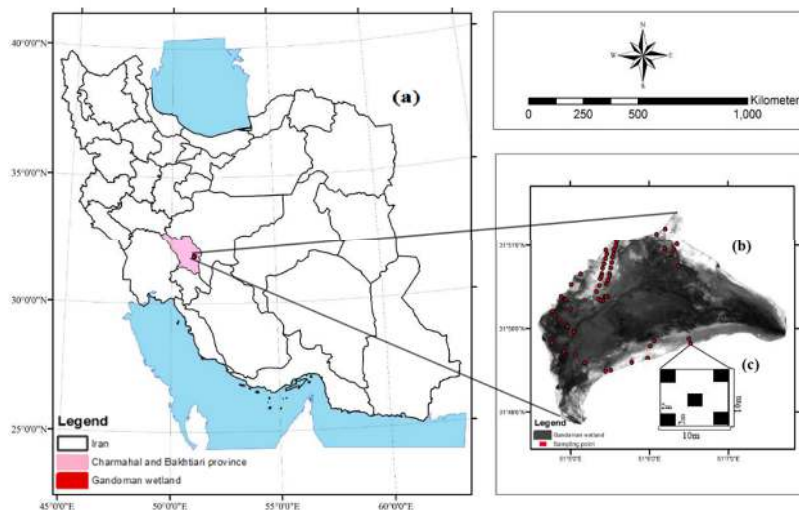 40°0'0"N
35°0'0"N
30°0'0"N
25°0'0"N
(a)
Legend
Iran
Charmahal and Bakhtiari province
Gandoman wetland
45°0'0"E
50°0'0"E
55°0'0"E
60°0'0"E
N
W
E
S
Kilometer
0
250
500
1,000
(b)
(c)
10m
10m
Legend
Gandoman wetland
Sampling point